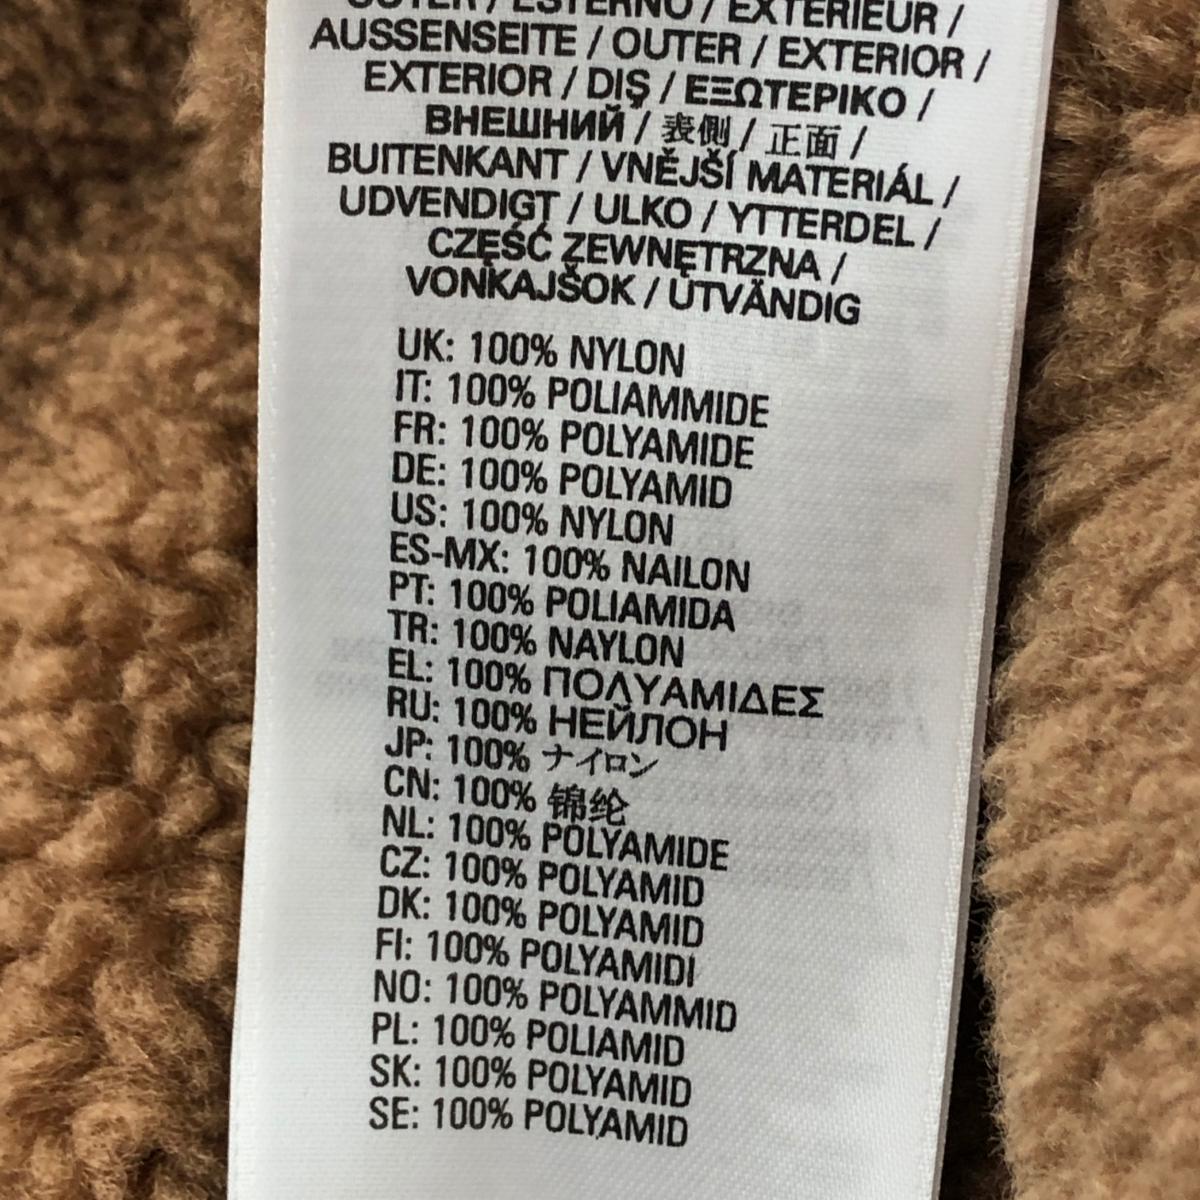 OUTER / ESTERNO / EXTÉRIEUR /
AUSSENSEITE / OUTER / EXTERIOR /
EXTERIOR / DIŞ / ΕΞΩΤΕΡΙΚΟ /
ВНЕШНИЙ / 表側 / 正面 /
BUITENKANT / VNĚJŠÍ MATERIÁL /
UDVENDIGT / ULKO / YTTERDEL /
CZĘŚĆ ZEWNĘTRZNA /
VONKAJŠOK / UTVÄNDIG
UK: 100% NYLON
IT: 100% POLIAMMIDE
FR: 100% POLYAMIDE
DE: 100% POLYAMID
US: 100% NYLON
ES-MX: 100% NAILON
PT: 100% POLIAMIDA
TR: 100% NAYLON
EL: 100% ΠΟΛΥΑΜΙΔΕΣ
RU: 100% НЕЙЛОН
JP: 100% ナイロン
CN: 100% 锦纶
NL: 100% POLYAMIDE
CZ: 100% POLYAMID
DK: 100% POLYAMID
FI: 100% POLYAMIDI
NO: 100% POLYAMMID
PL: 100% POLIAMID
SK: 100% POLYAMID
SE: 100% POLYAMID